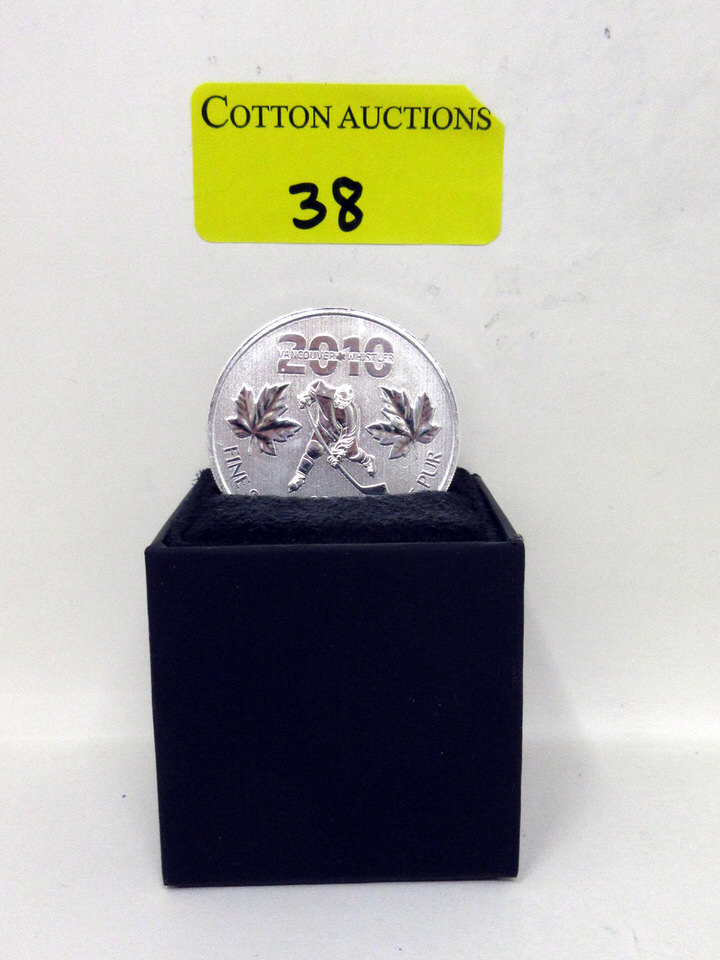 COTTON AUCTIONS
38
2010
VANCOUVER WHISTLER
FINE
PUR